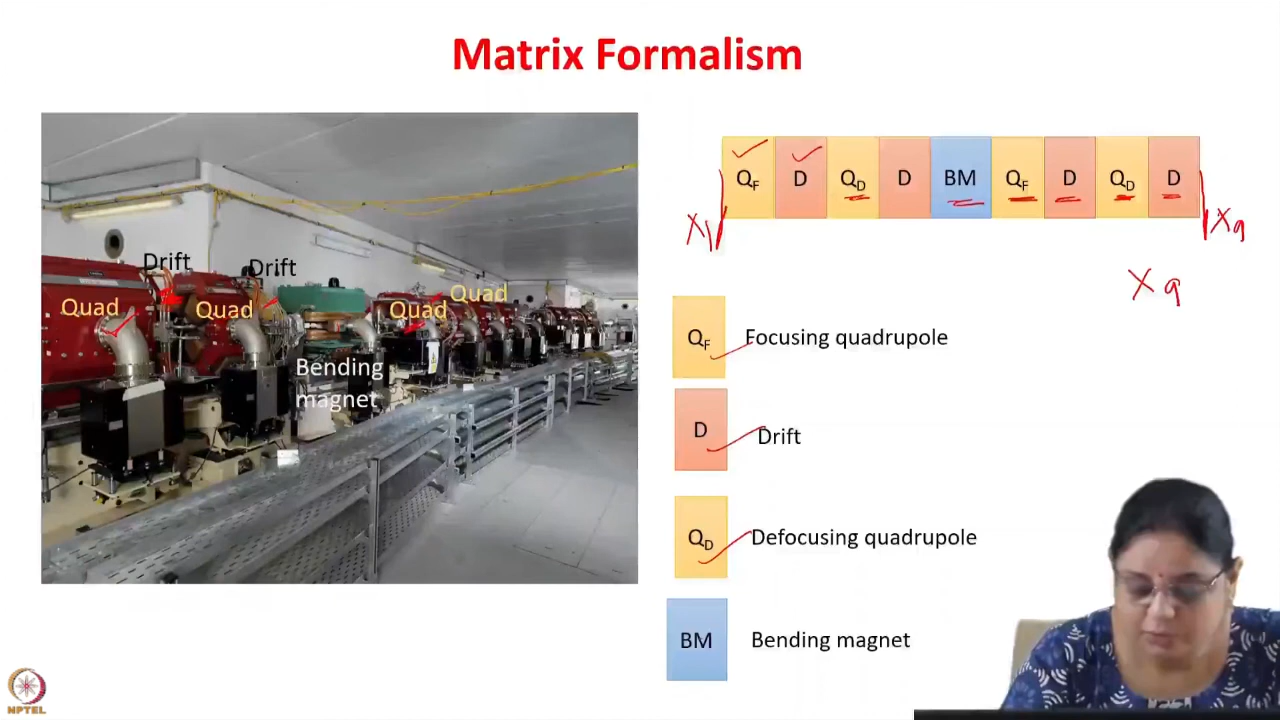 Matrix Formalism
Drift
Drift
Quad
Quad
Quad
Quad
Bending
magnet
QF D QD D BM QF D QD D
X1
X9
X9
QF Focusing quadrupole
D Drift
QD Defocusing quadrupole
BM Bending magnet
NPTEL